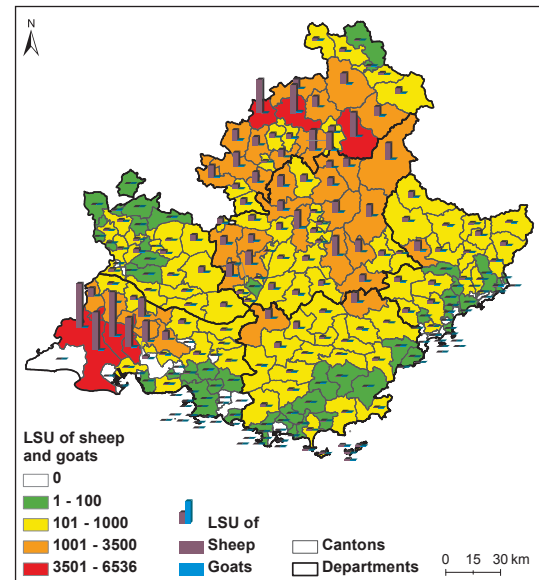 N
LSU of sheep
and goats
0
1 - 100
101 - 1000
1001 - 3500
3501 - 6536
LSU of
Sheep
Goats
Cantons
Departments
0 15 30 km